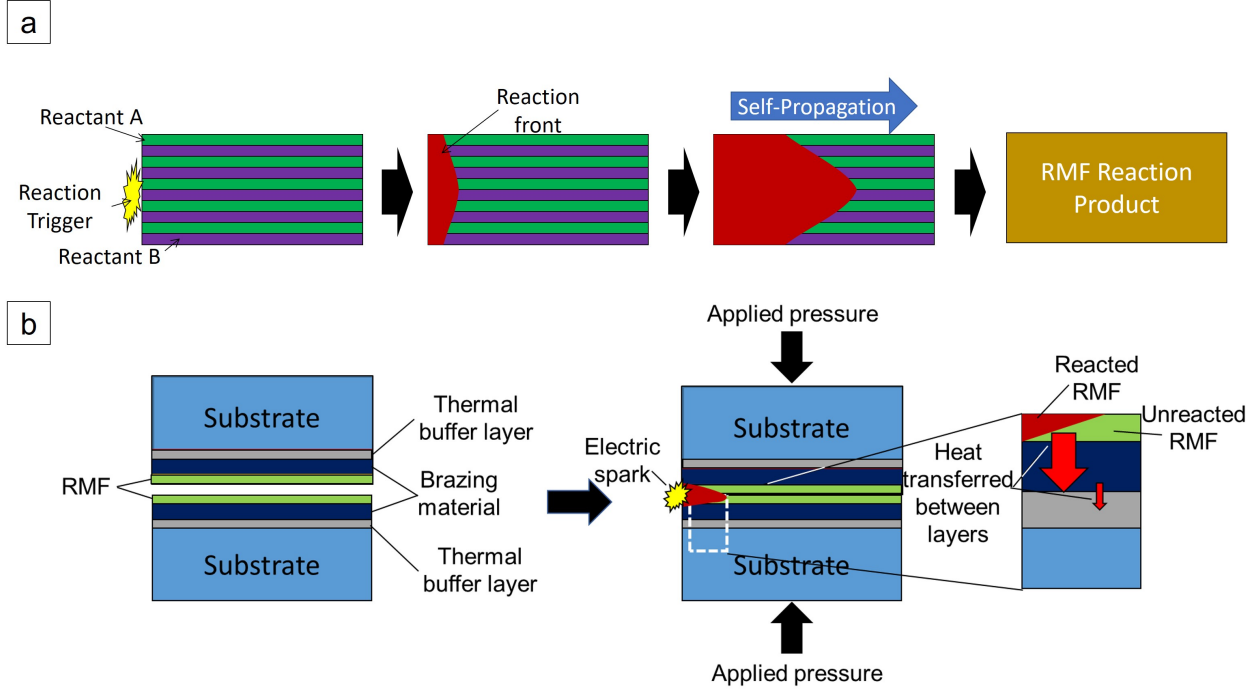 a
Reactant A
Reaction
Trigger
Reactant B
Reaction
front
Self-Propagation
RMF Reaction
Product
b
Substrate
Thermal
buffer layer
RMF
Brazing
material
Substrate
Thermal
buffer layer
Applied pressure
Substrate
Electric
spark
Substrate
Applied pressure
Heat
transferred
between
layers
Reacted
RMF
Unreacted
RMF